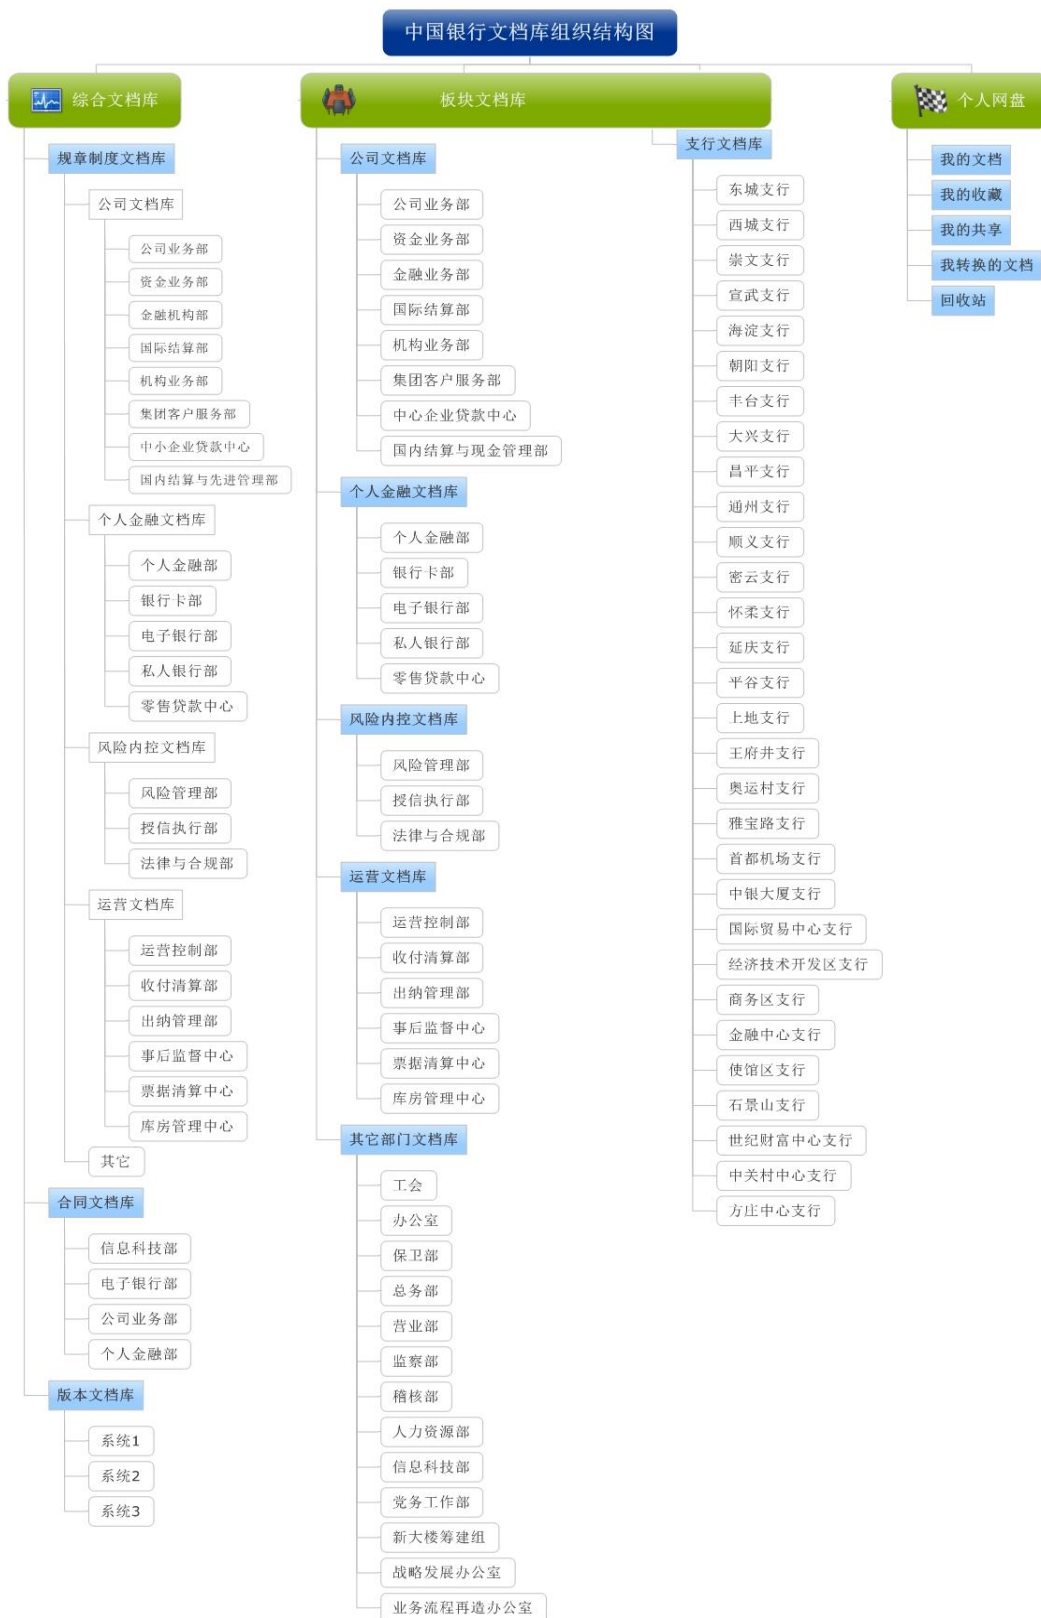 中国银行文档库组织结构图
综合文档库
规章制度文档库
公司文档库
公司业务部
资金业务部
金融机构部
国际结算部
机构业务部
集团客户服务部
中小企业贷款中心
国内结算与先进管理部
个人金融文档库
个人金融部
银行卡部
电子银行部
私人银行部
零售贷款中心
风险内控文档库
风险管理部
授信执行部
法律与合规部
运营文档库
运营控制部
收付清算部
出纳管理部
事后监督中心
票据清算中心
库房管理中心
其它
合同文档库
信息科技部
电子银行部
公司业务部
个人金融部
版本文档库
系统1
系统2
系统3
板块文档库
公司文档库
公司业务部
资金业务部
金融业务部
国际结算部
机构业务部
集团客户服务部
中心企业贷款中心
国内结算与现金管理部
个人金融文档库
个人金融部
银行卡部
电子银行部
私人银行部
零售贷款中心
风险内控文档库
风险管理部
授信执行部
法律与合规部
运营文档库
运营控制部
收付清算部
出纳管理部
事后监督中心
票据清算中心
库房管理中心
其它部门文档库
工会
办公室
保卫部
总务部
营业部
监察部
稽核部
人力资源部
信息科技部
党务工作部
新大楼筹建组
战略发展办公室
业务流程再造办公室
支行文档库
东城支行
西城支行
崇文支行
宣武支行
海淀支行
朝阳支行
丰台支行
大兴支行
昌平支行
通州支行
顺义支行
密云支行
怀柔支行
延庆支行
平谷支行
上地支行
王府井支行
奥运村支行
雅宝路支行
首都机场支行
中银大厦支行
国际贸易中心支行
经济技术开发区支行
商务区支行
金融中心支行
使馆区支行
石景山支行
世纪财富中心支行
中关村中心支行
方庄中心支行
个人网盘
我的文档
我的收藏
我的共享
我转换的文档
回收站